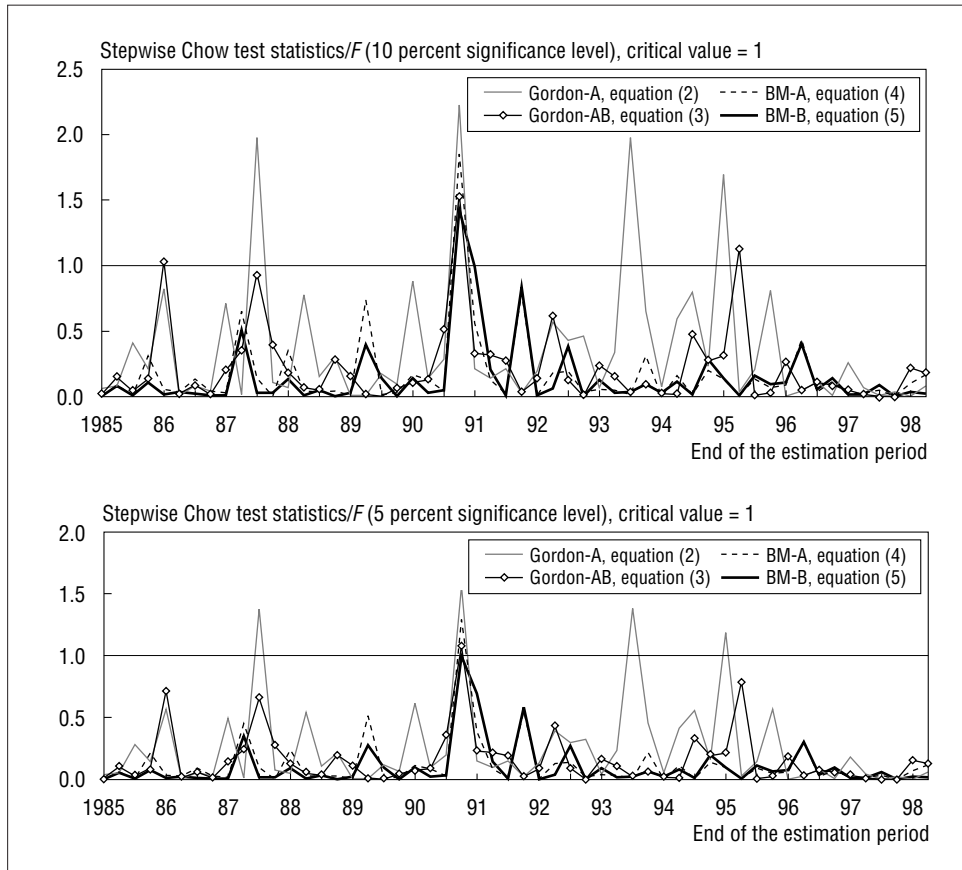 Stepwise Chow test statistics/F (10 percent significance level), critical value = 1
2.5
Gordon-A, equation (2) BM-A, equation (4)
Gordon-AB, equation (3) BM-B, equation (5)
2.0
1.5
1.0
0.5
0.0
1985 86 87 88 89 90 91 92 93 94 95 96 97 98
End of the estimation period
Stepwise Chow test statistics/F (5 percent significance level), critical value = 1
2.0
Gordon-A, equation (2) BM-A, equation (4)
Gordon-AB, equation (3) BM-B, equation (5)
1.5
1.0
0.5
0.0
1985 86 87 88 89 90 91 92 93 94 95 96 97 98
End of the estimation period